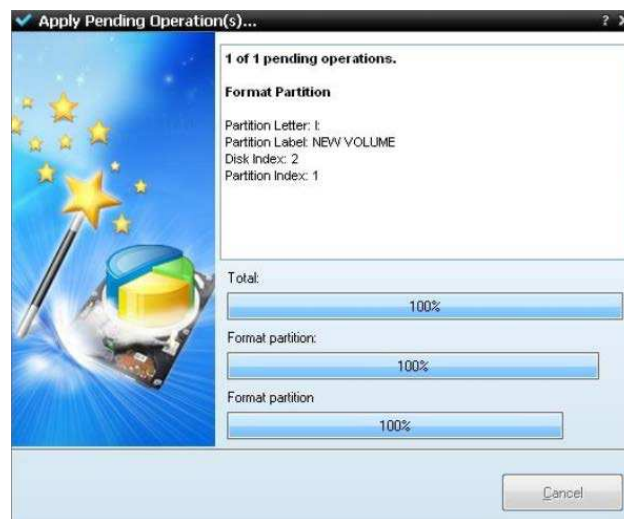 Apply Pending Operation(s)...
? X
1 of 1 pending operations.
Format Partition
Partition Letter: I:
Partition Label: NEW VOLUME
Disk Index: 2
Partition Index: 1
Total:
100%
Format partition:
100%
Format partition
100%
Cancel